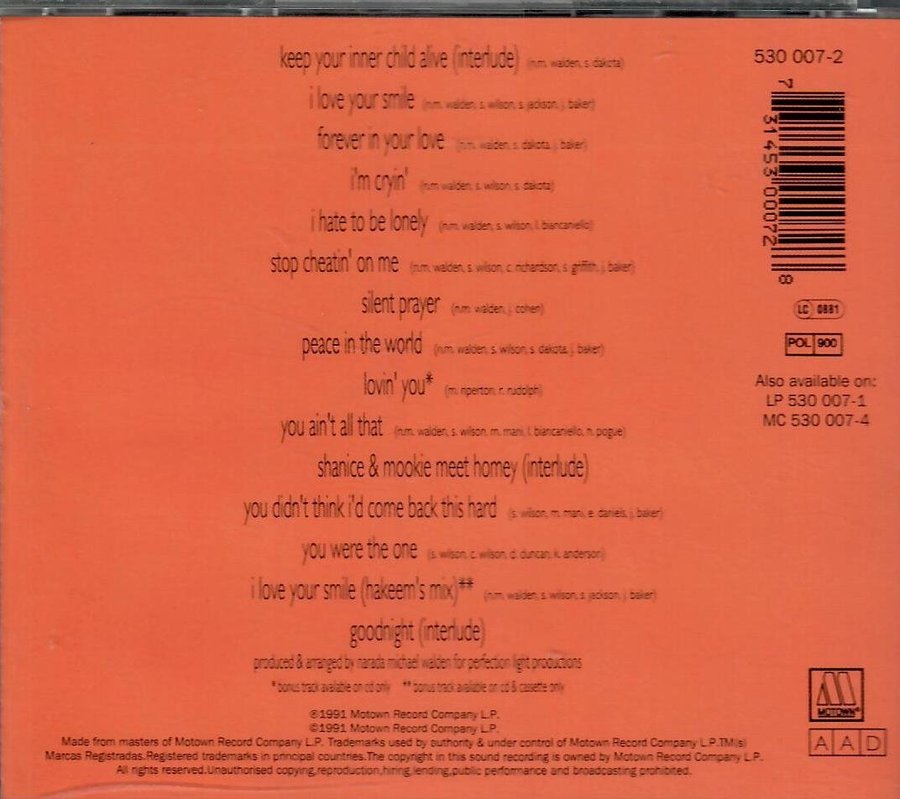 keep your inner child alive (interlude) (n.m. walden, s. dakota)
i love your smile (n.m. walden, s. wilson, s. jackson, j. baker)
forever in your love (n.m. walden, s. dakota, j. baker)
i'm cryin' (n.m. walden, s. wilson, s. dakota)
i hate to be lonely (n.m. walden, s. wilson, l. biancaniello)
stop cheatin' on me (n.m. walden, s. wilson, c. richardson, s. griffith, j. baker)
silent prayer (n.m. walden, j. cohen)
peace in the world (n.m. walden, s. wilson, s. dakota, j. baker)
lovin' you* (m. riperton, r. rudolph)
you ain't all that (n.m. walden, s. wilson, m. mani, l. biancaniello, h. pogue)
shanice & mookie meet homey (interlude)
you didn't think i'd come back this hard (s. wilson, m. mani, e. daniels, j. baker)
you were the one (s. wilson, c. wilson, d. duncan, k. anderson)
i love your smile (hakeem's mix)** (n.m. walden, s. wilson, s. jackson, j. baker)
goodnight (interlude)
produced & arranged by narada michael walden for perfection light productions
*bonus track available on cd only **bonus track available on cd & cassette only
℗1991 Motown Record Company L.P.
©1991 Motown Record Company L.P.
Made from masters of Motown Record Company L.P. Trademarks used by authority & under control of Motown Record Company L.P.TM(s)
Marcas Registradas.Registered trademarks in principal countries.The copyright in this sound recording is owned by Motown Record Company L.P.
All rights reserved.Unauthorised copying,reproduction,hiring,lending,public performance and broadcasting prohibited.
530 007-2
7 31453 00072 8
LC 0881
POL 900
Also available on:
LP 530 007-1
MC 530 007-4
MOTOWN®
AAD